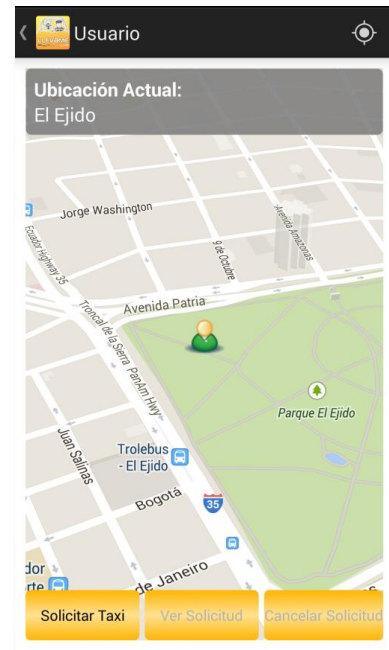 Usuario
Ubicación Actual:
El Ejido
Jorge Washington
Ecuador Highway 35
9 de Octubre
Avenida Amazonas
Avenida Patria
Troncal de la Sierra PanAm Hwy
Parque El Ejido
Juan Salinas
Trolebus
- El Ejido
Bogotá
35
de Janeiro
Solicitar Taxi
Ver Solicitud
Cancelar Solicitud